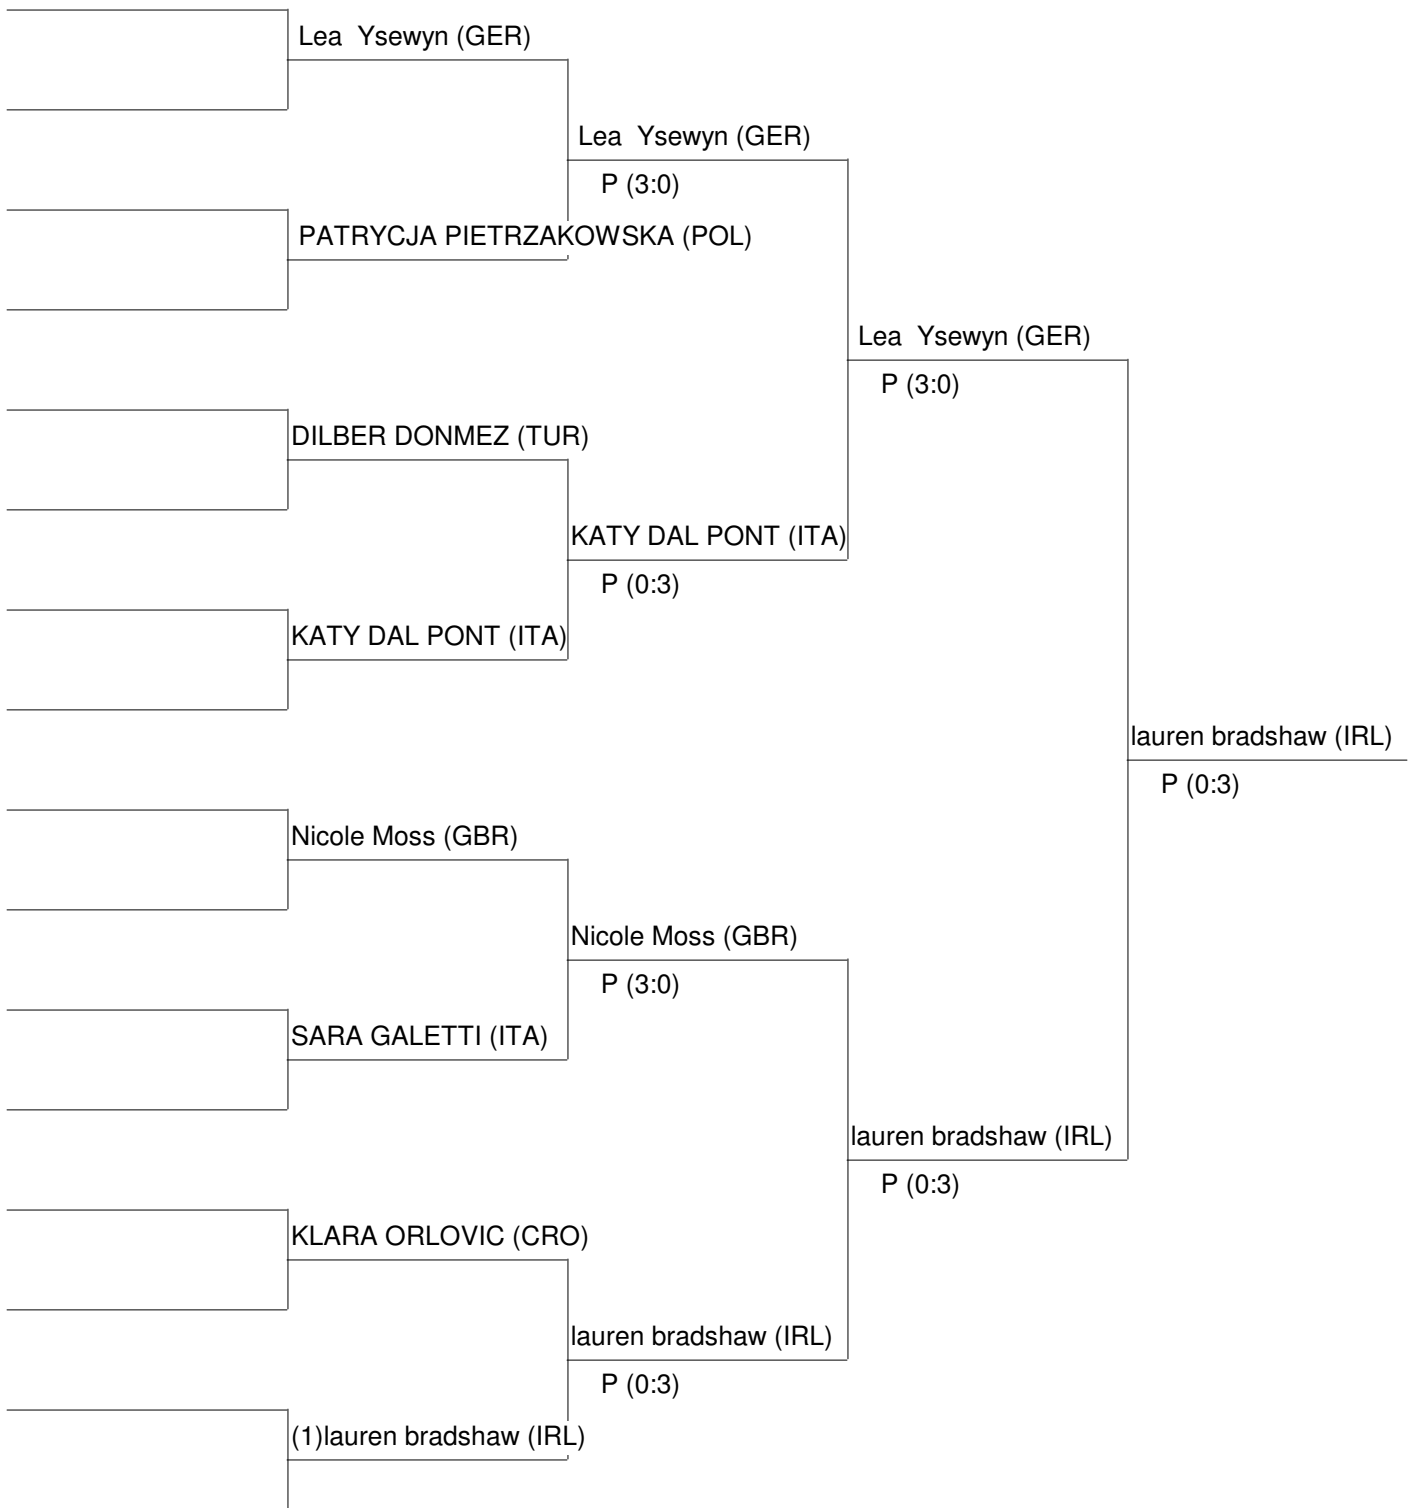 Lea  Ysewyn (GER)
Lea  Ysewyn (GER)
P (3:0)
PATRYCJA PIETRZAKOWSKA (POL)
Lea  Ysewyn (GER)
P (3:0)
DILBER DONMEZ (TUR)
KATY DAL PONT (ITA)
P (0:3)
KATY DAL PONT (ITA)
lauren bradshaw (IRL)
P (0:3)
Nicole Moss (GBR)
Nicole Moss (GBR)
P (3:0)
SARA GALETTI (ITA)
lauren bradshaw (IRL)
P (0:3)
KLARA ORLOVIC (CRO)
lauren bradshaw (IRL)
P (0:3)
(1)lauren bradshaw (IRL)